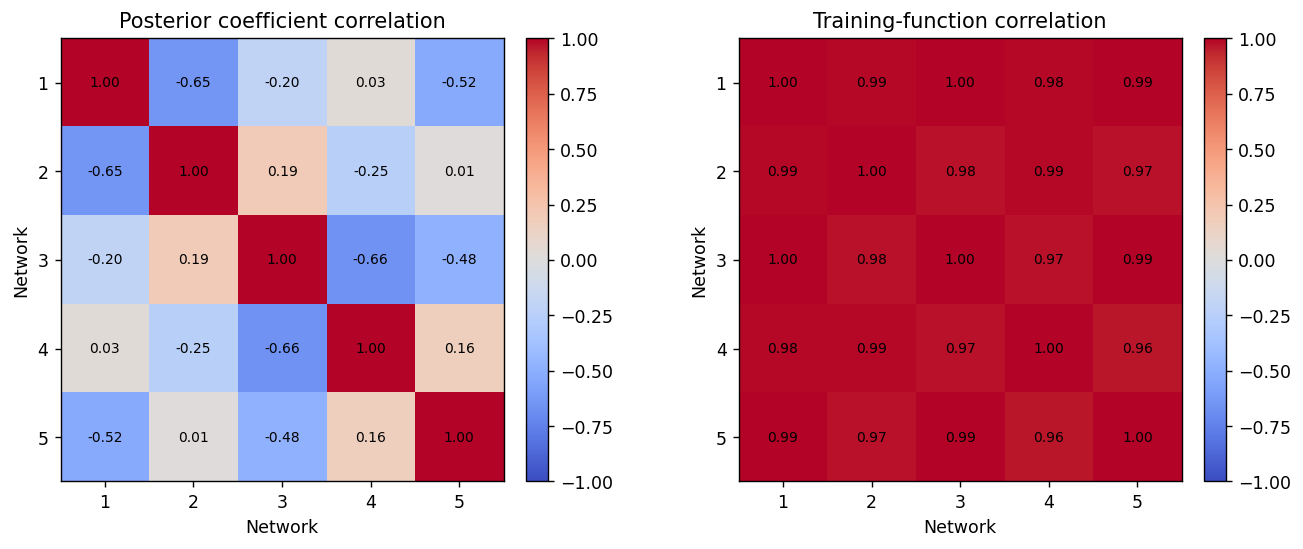 Posterior coefficient correlation
1 1.00 -0.65 -0.20 0.03 -0.52
2 -0.65 1.00 0.19 -0.25 0.01
3 -0.20 0.19 1.00 -0.66 -0.48
4 0.03 -0.25 -0.66 1.00 0.16
5 -0.52 0.01 -0.48 0.16 1.00
1 2 3 4 5
Network
Network
1.00
0.75
0.50
0.25
0.00
−0.25
−0.50
−0.75
−1.00
Training-function correlation
1 1.00 0.99 1.00 0.98 0.99
2 0.99 1.00 0.98 0.99 0.97
3 1.00 0.98 1.00 0.97 0.99
4 0.98 0.99 0.97 1.00 0.96
5 0.99 0.97 0.99 0.96 1.00
1 2 3 4 5
Network
Network
1.00
0.75
0.50
0.25
0.00
−0.25
−0.50
−0.75
−1.00